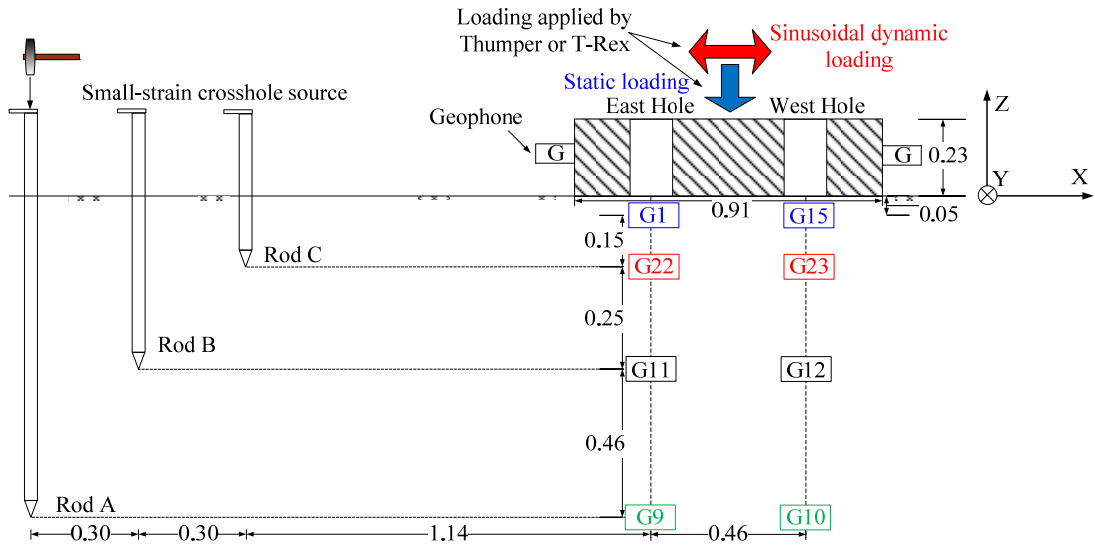 Loading applied by
Thumper or T-Rex
Sinusoidal dynamic
loading
Static loading
Small-strain crosshole source
East Hole
West Hole
Geophone
G
G
0.23
Z
Y
X
G1
0.91
G15
0.05
0.15
Rod C
G22
G23
0.25
Rod B
G11
G12
0.46
Rod A
G9
G10
0.30
0.30
1.14
0.46